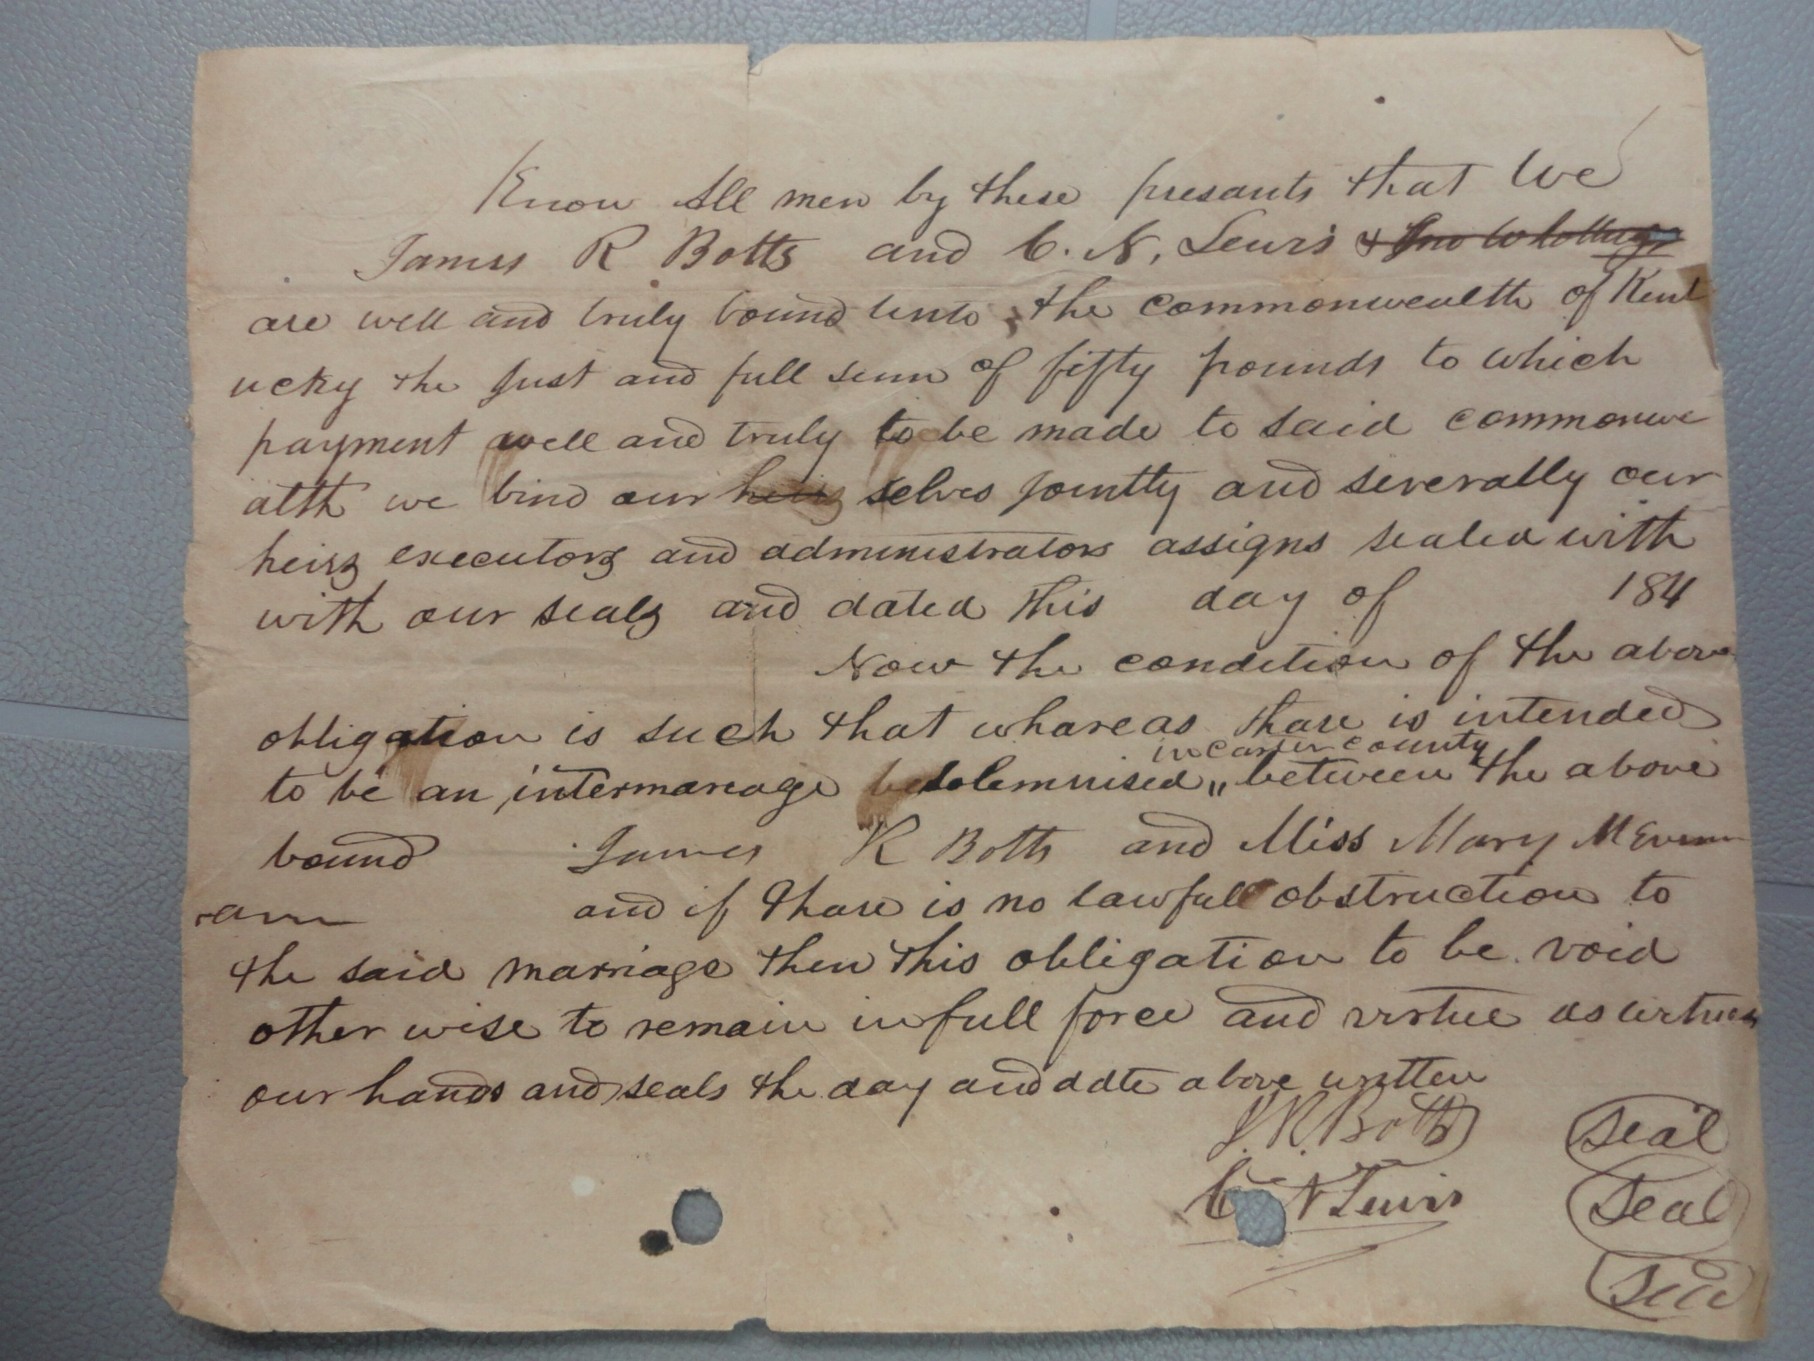 Know All men by these presants that We
James R Botts and C. N. Lewis &
are well and truly bound unto the commonwealth of Kent
ucky the Just and full sum of fifty pounds to which
payment well and truly to be made to said commonwe
alth we bind our heirs selves jointly and severally our
heirs executors and administrators assigns sealed with
with our seals and dated this day of 184
Now the condition of the above
obligation is such that whareas thare is intended
in Carter county
to be an intermareage be solemnised „ between the above
bound James R Botts and Miss Mary
and if thare is no lawfull obstruction to
the said marriage then this obligation to be void
other wise to remain in full force and virtue as witness
our hands and seals the day and date above written
J. R. Botts seal
C N Lewis seal
seal